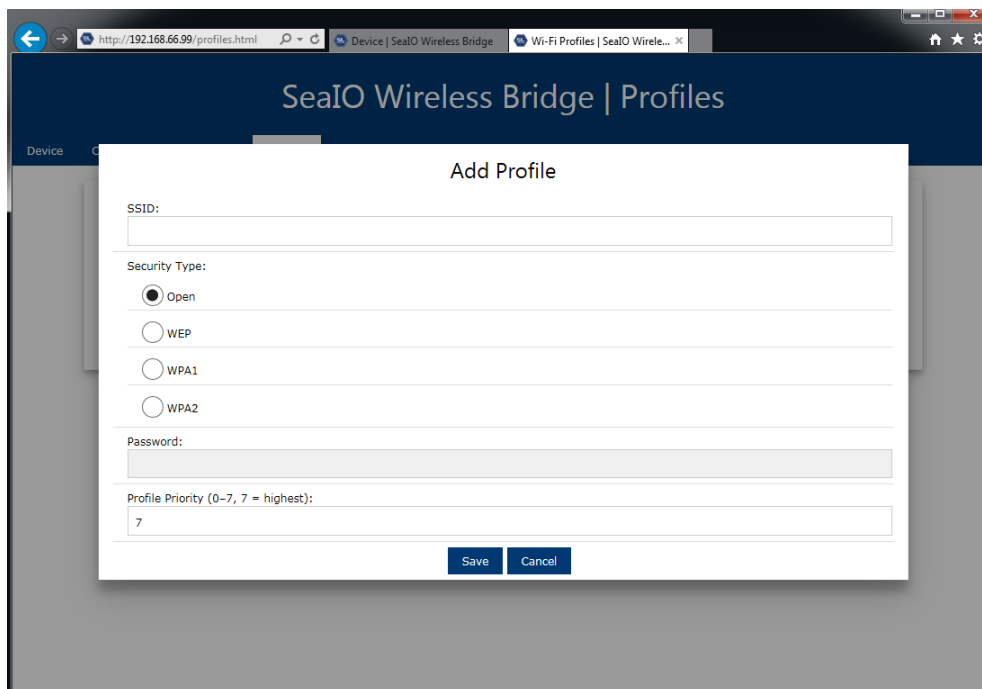 http://192.168.66.99/profiles.html
Device | SeaIO Wireless Bridge
Wi-Fi Profiles | SeaIO Wirele...
SeaIO Wireless Bridge | Profiles
Device
Add Profile
SSID:
Security Type:
Open
WEP
WPA1
WPA2
Password:
Profile Priority (0–7, 7 = highest):
7
Save Cancel